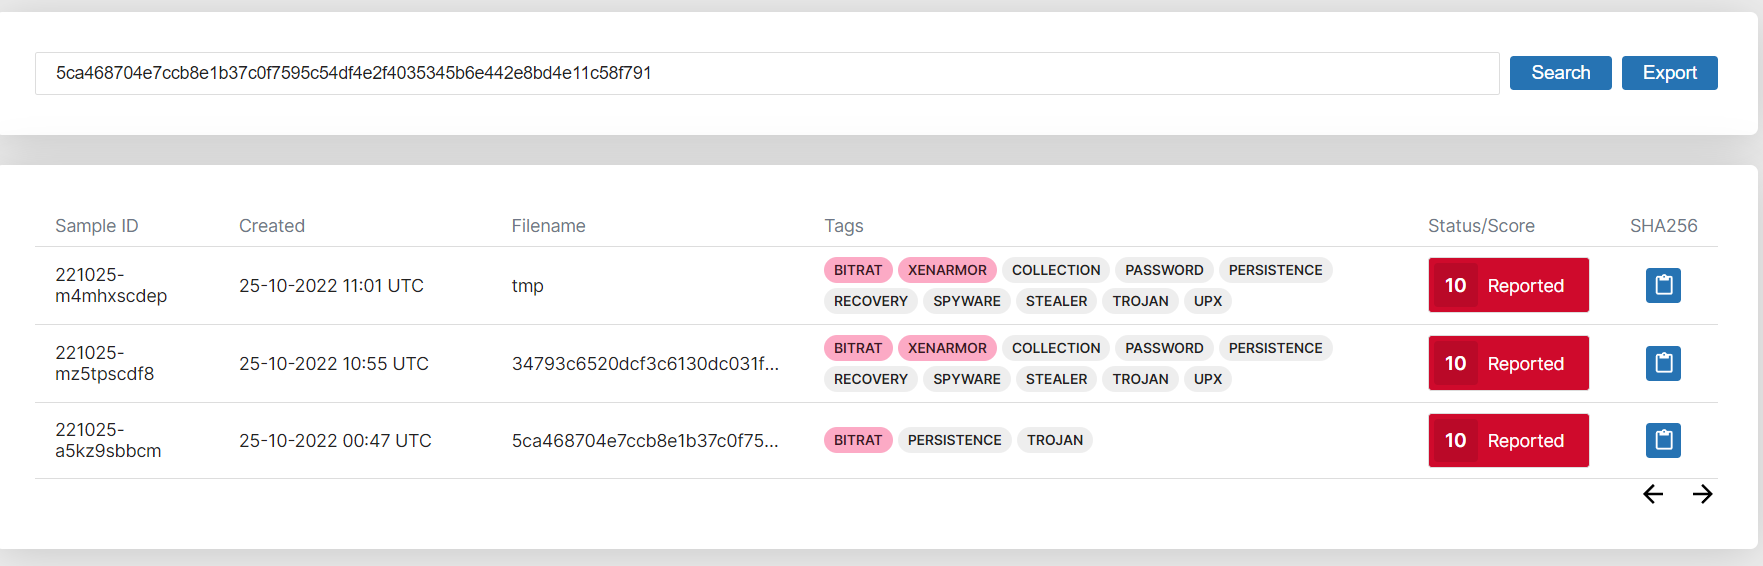 5ca468704e7ccb8e1b37c0f7595c54df4e2f4035345b6e442e8bd4e11c58f791 Search Export
Sample ID Created Filename Tags Status/Score SHA256
221025-
m4mhxscdep 25-10-2022 11:01 UTC tmp BITRAT XENARMOR COLLECTION PASSWORD PERSISTENCE
RECOVERY SPYWARE STEALER TROJAN UPX 10 Reported
221025-
mz5tpscdf8 25-10-2022 10:55 UTC 34793c6520dcf3c6130dc031f... BITRAT XENARMOR COLLECTION PASSWORD PERSISTENCE
RECOVERY SPYWARE STEALER TROJAN UPX 10 Reported
221025-
a5kz9sbbcm 25-10-2022 00:47 UTC 5ca468704e7ccb8e1b37c0f75... BITRAT PERSISTENCE TROJAN 10 Reported